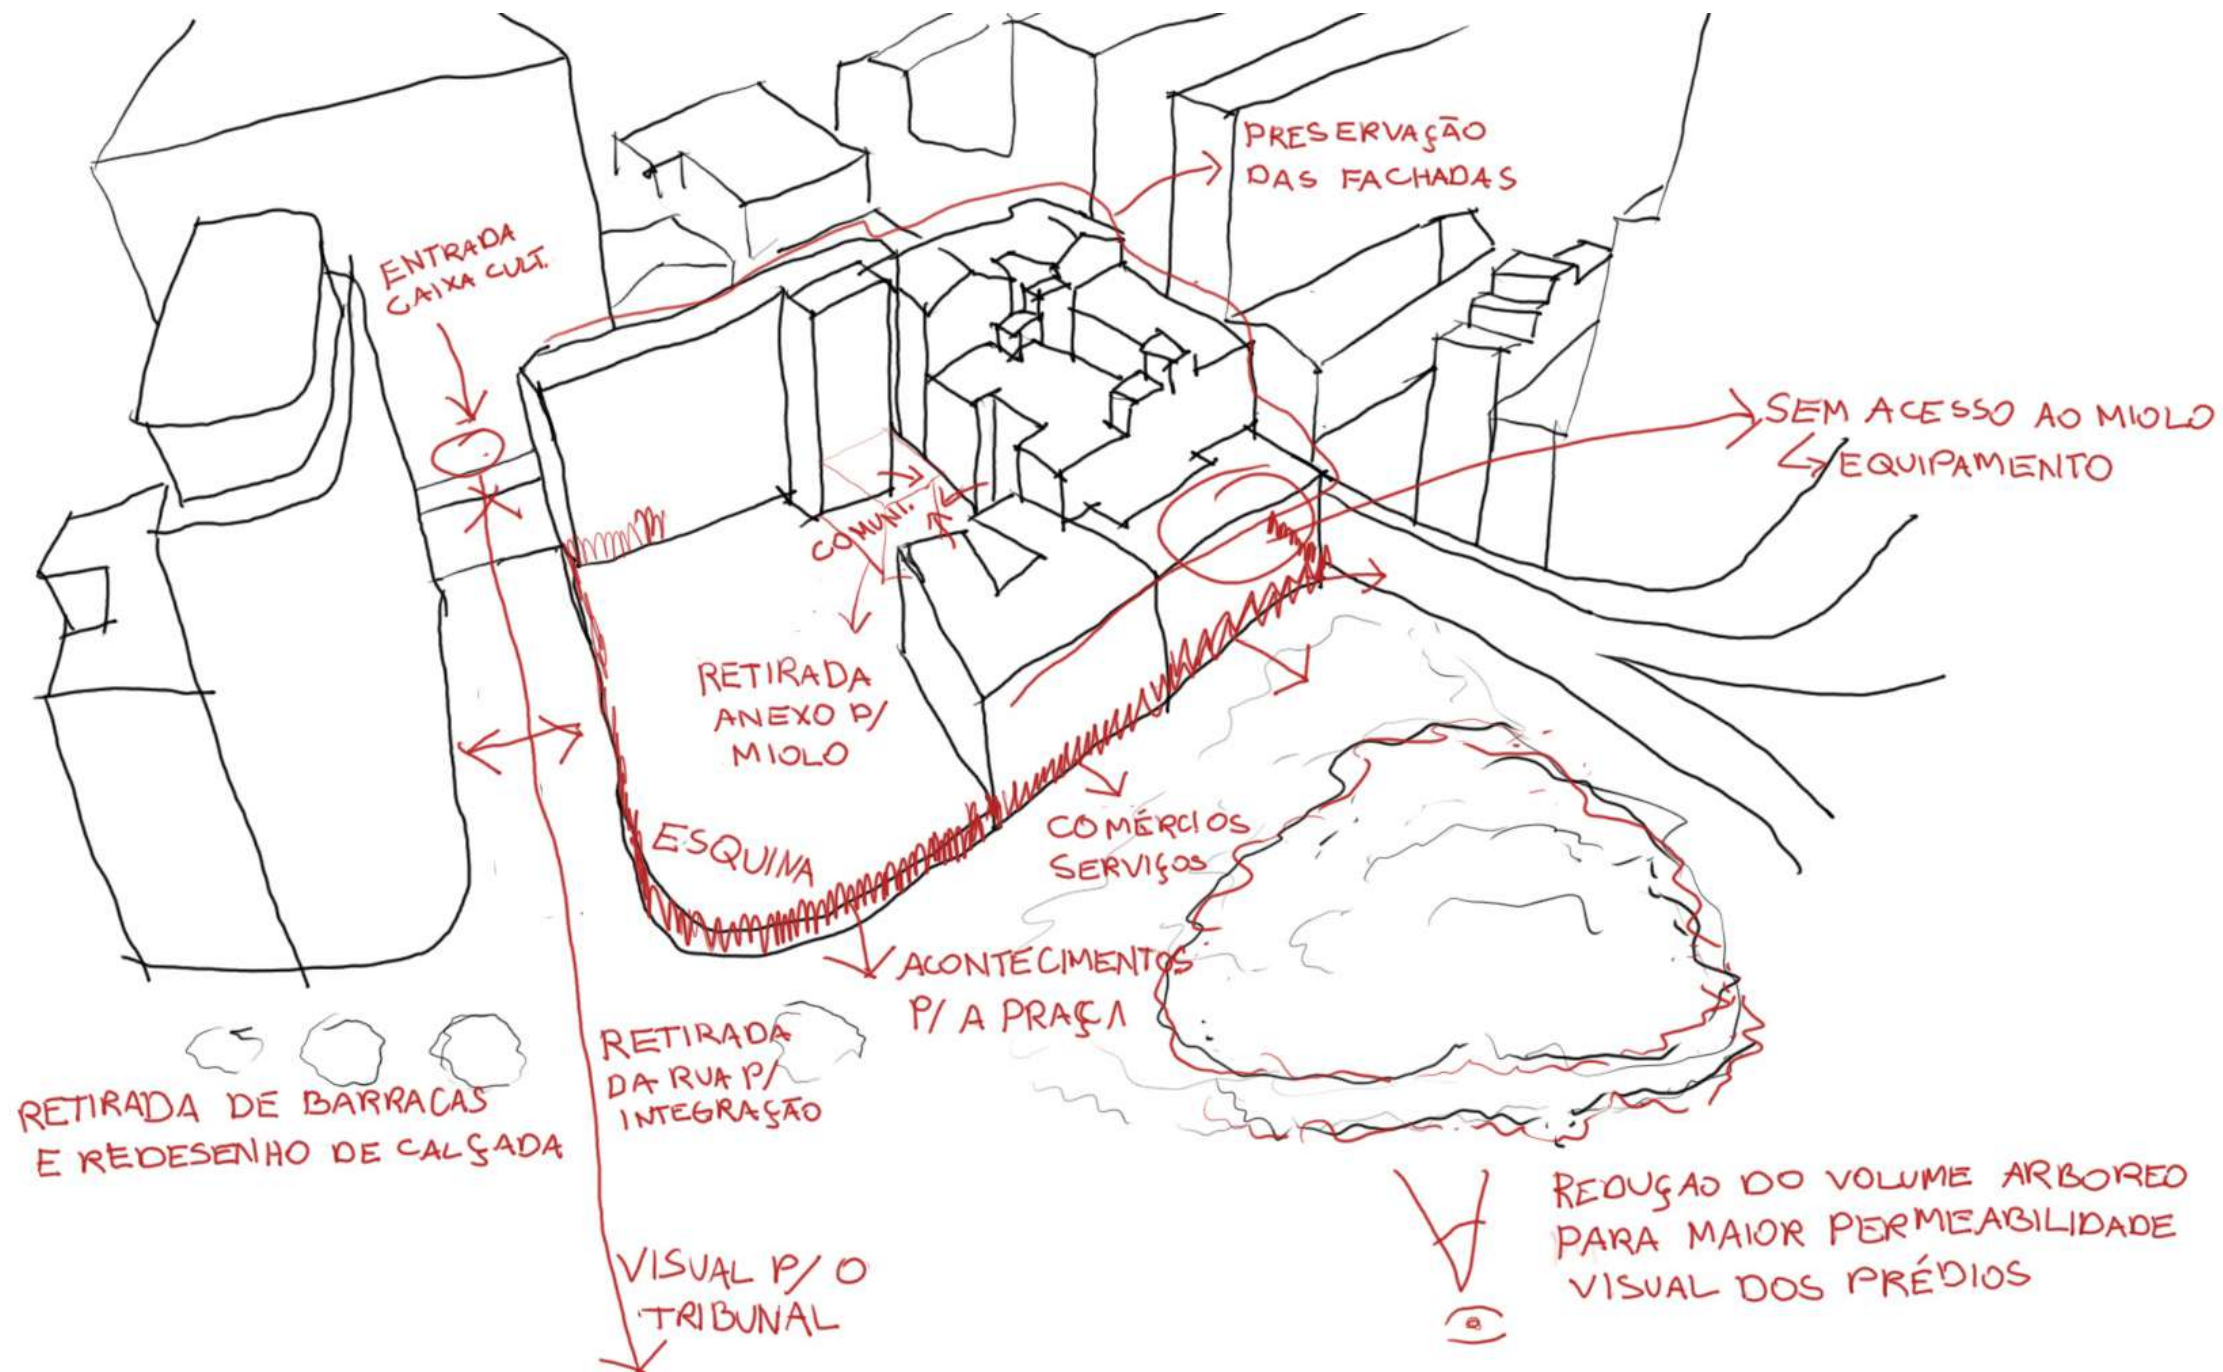 PRESERVAÇÃO
DAS FACHADAS
ENTRADA
CAIXA CULT.
SEM ACESSO AO MIOLO
EQUIPAMENTO
COMUNI.
RETIRADA
ANEXO P/
MIOLO
ESQUINA
COMÉRCIOS
SERVIÇOS
ACONTECIMENTOS
P/ A PRAÇA
RETIRADA
DA RUA P/
INTEGRAÇÃO
RETIRADA DE BARRACAS
E REDESENHO DE CALÇADA
VISUAL P/ O
TRIBUNAL
REDUÇAO DO VOLUME ARBOREO
PARA MAIOR PERMEABILIDADE
VISUAL DOS PRÉDIOS